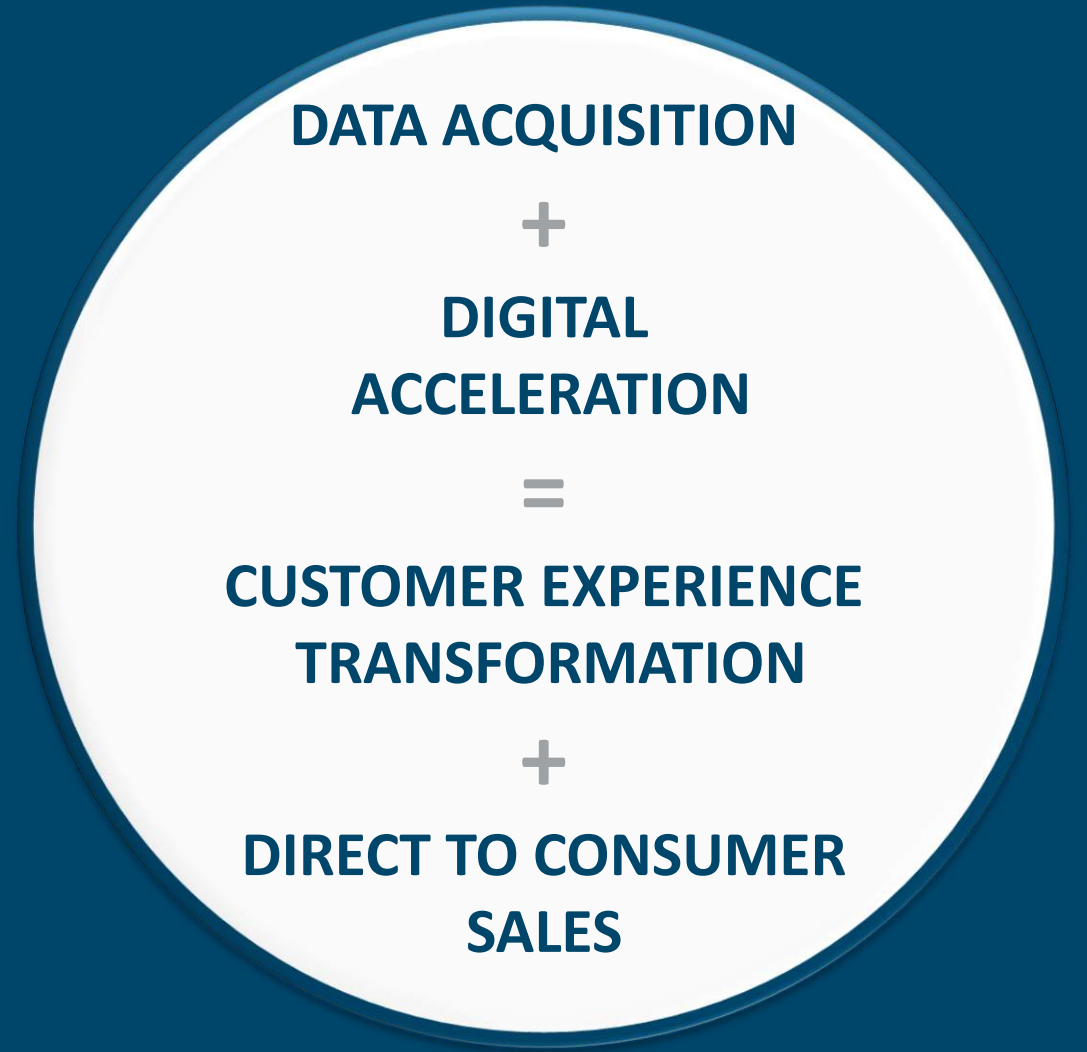 DATA ACQUISITION
+
DIGITAL
ACCELERATION
=
CUSTOMER EXPERIENCE
TRANSFORMATION
+
DIRECT TO CONSUMER
SALES